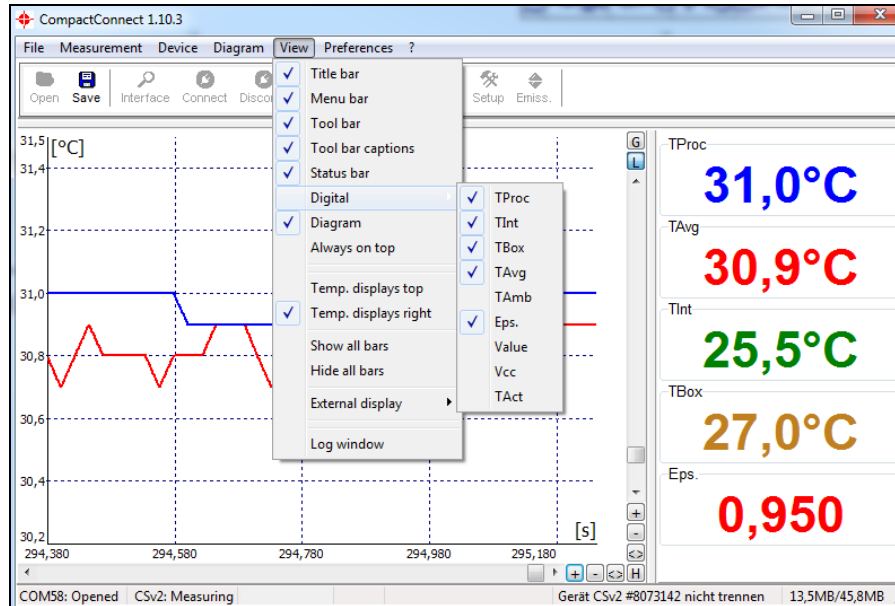 CompactConnect 1.10.3
File Measurement Device Diagram View Preferences ?
Open Save Interface Connect Setup Emiss.
Title bar
Menu bar
Tool bar
Tool bar captions
Status bar
Digital
Diagram
Always on top
Temp. displays top
Temp. displays right
Show all bars
Hide all bars
External display
Log window
TProc
TInt
TBox
TAvg
TAmb
Eps.
Value
Vcc
TAct
31,5 [°C]
31,4
31,2
31,0
30,8
30,6
30,4
30,2
[s]
294,380 294,580 294,780 294,980 295,180
G
L
+
-
<>
+ - <> H
TProc
31,0°C
TAvg
30,9°C
TInt
25,5°C
TBox
27,0°C
Eps.
0,950
COM58: Opened CSv2: Measuring Gerät CSv2 #8073142 nicht trennen 13,5MB/45,8MB